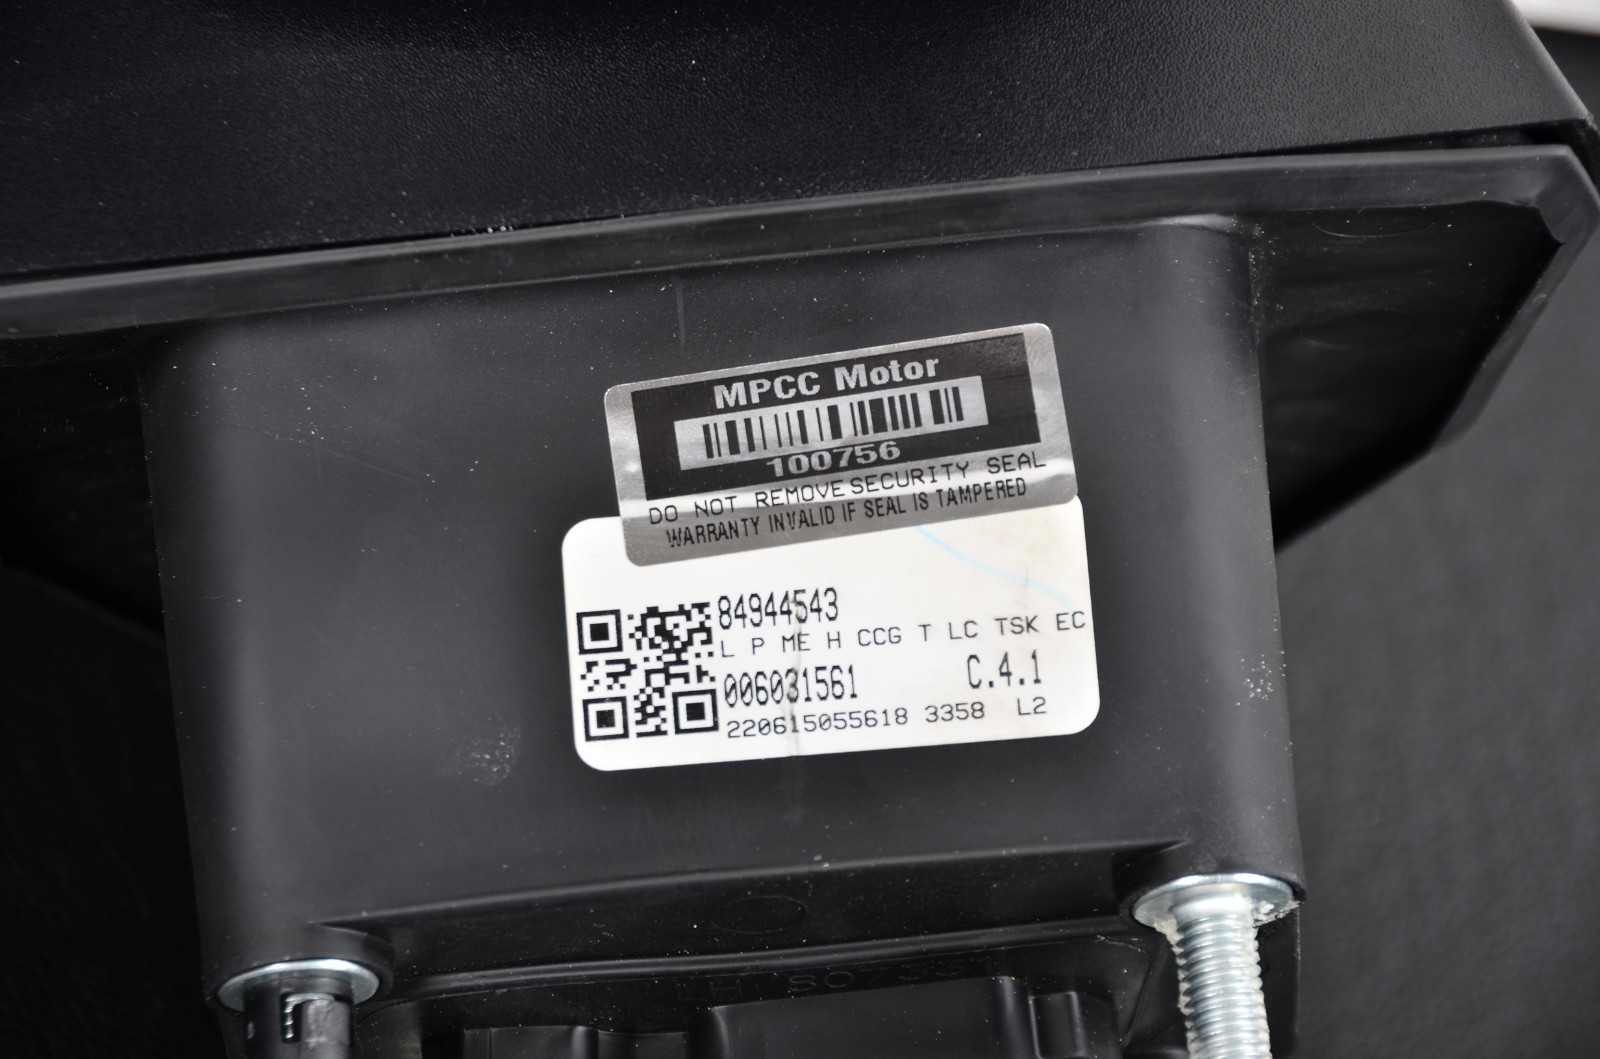 MPCC Motor
100756
DO NOT REMOVE SECURITY SEAL
WARRANTY INVALID IF SEAL IS TAMPERED
84944543
L P ME H CCG T LC TSK EC
006031561 C.4.1
220615055618 3358 L2
LH